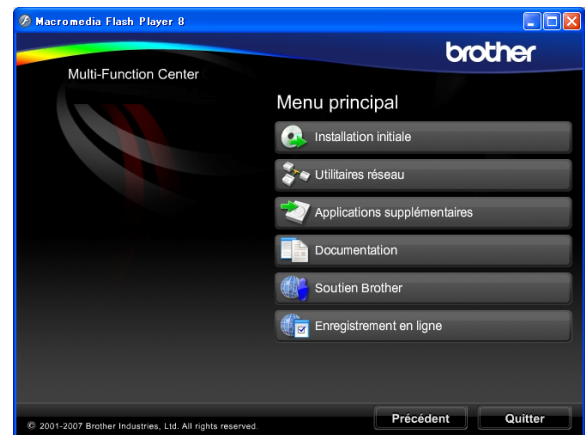 Macromedia Flash Player 8
brother
Multi-Function Center
Menu principal
Installation initiale
Utilitaires réseau
Applications supplémentaires
Documentation
Soutien Brother
Enregistrement en ligne
© 2001-2007 Brother Industries, Ltd. All rights reserved.
Précédent
Quitter